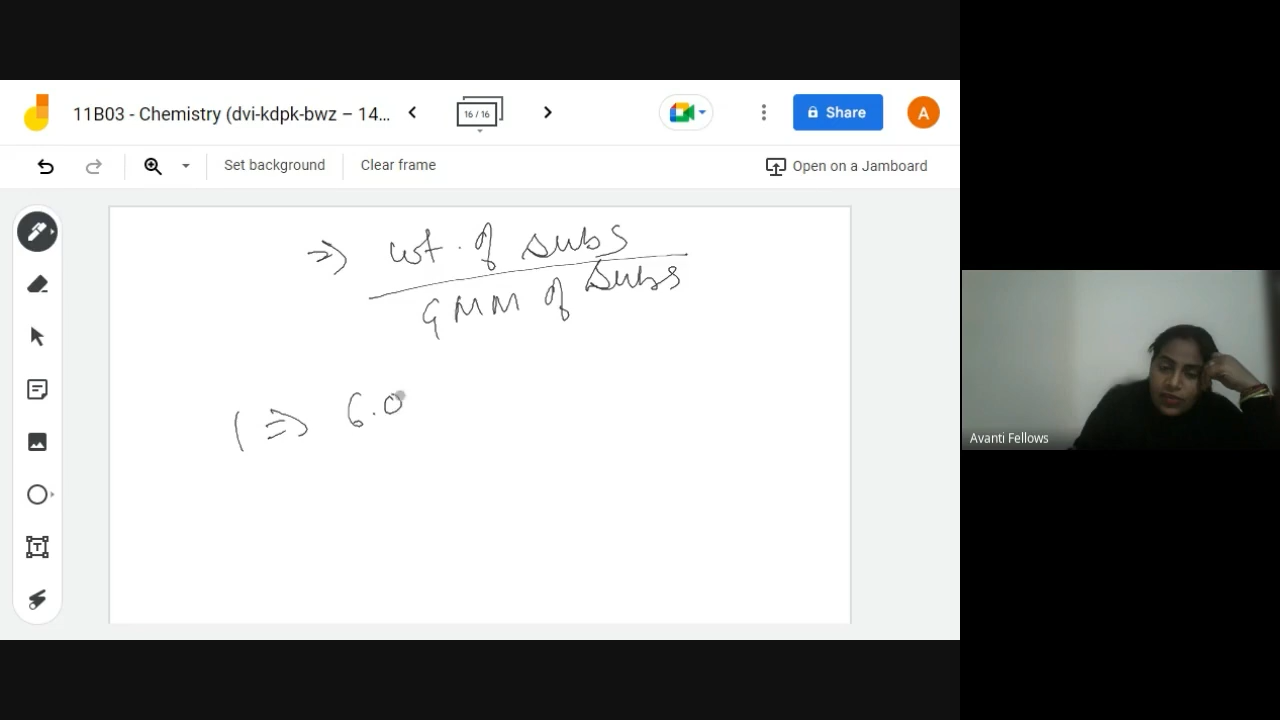 11B03 - Chemistry (dvi-kdpk-bwz – 14...
16 / 16
Share
A
Set background
Clear frame
Open on a Jamboard
⇒ wt. of subs
GMM of subs
1 ⇒ 6.0
Avanti Fellows